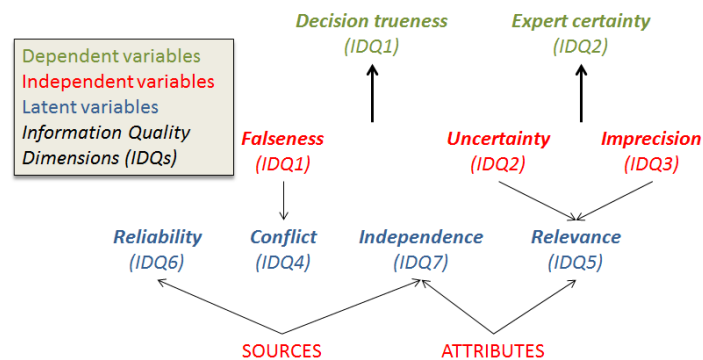 Decision trueness
(IDQ1)
Expert certainty
(IDQ2)
Dependent variables
Independent variables
Latent variables
Information Quality
Dimensions (IDQs)
Falseness
(IDQ1)
Uncertainty
(IDQ2)
Imprecision
(IDQ3)
Reliability
(IDQ6)
Conflict
(IDQ4)
Independence
(IDQ7)
Relevance
(IDQ5)
SOURCES
ATTRIBUTES